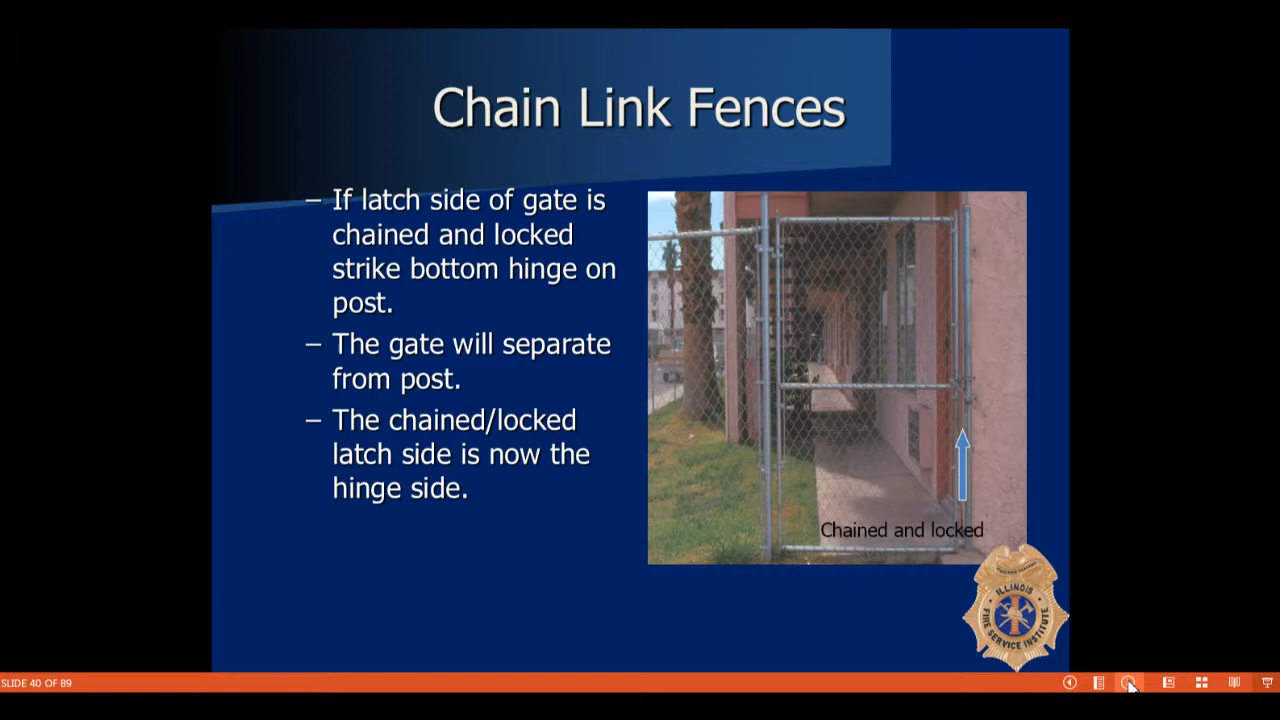 Chain Link Fences
– If latch side of gate is
chained and locked
strike bottom hinge on
post.
– The gate will separate
from post.
– The chained/locked
latch side is now the
hinge side.
Chained and locked
ILLINOIS
FIRE SERVICE INSTITUTE
SLIDE 40 OF 89